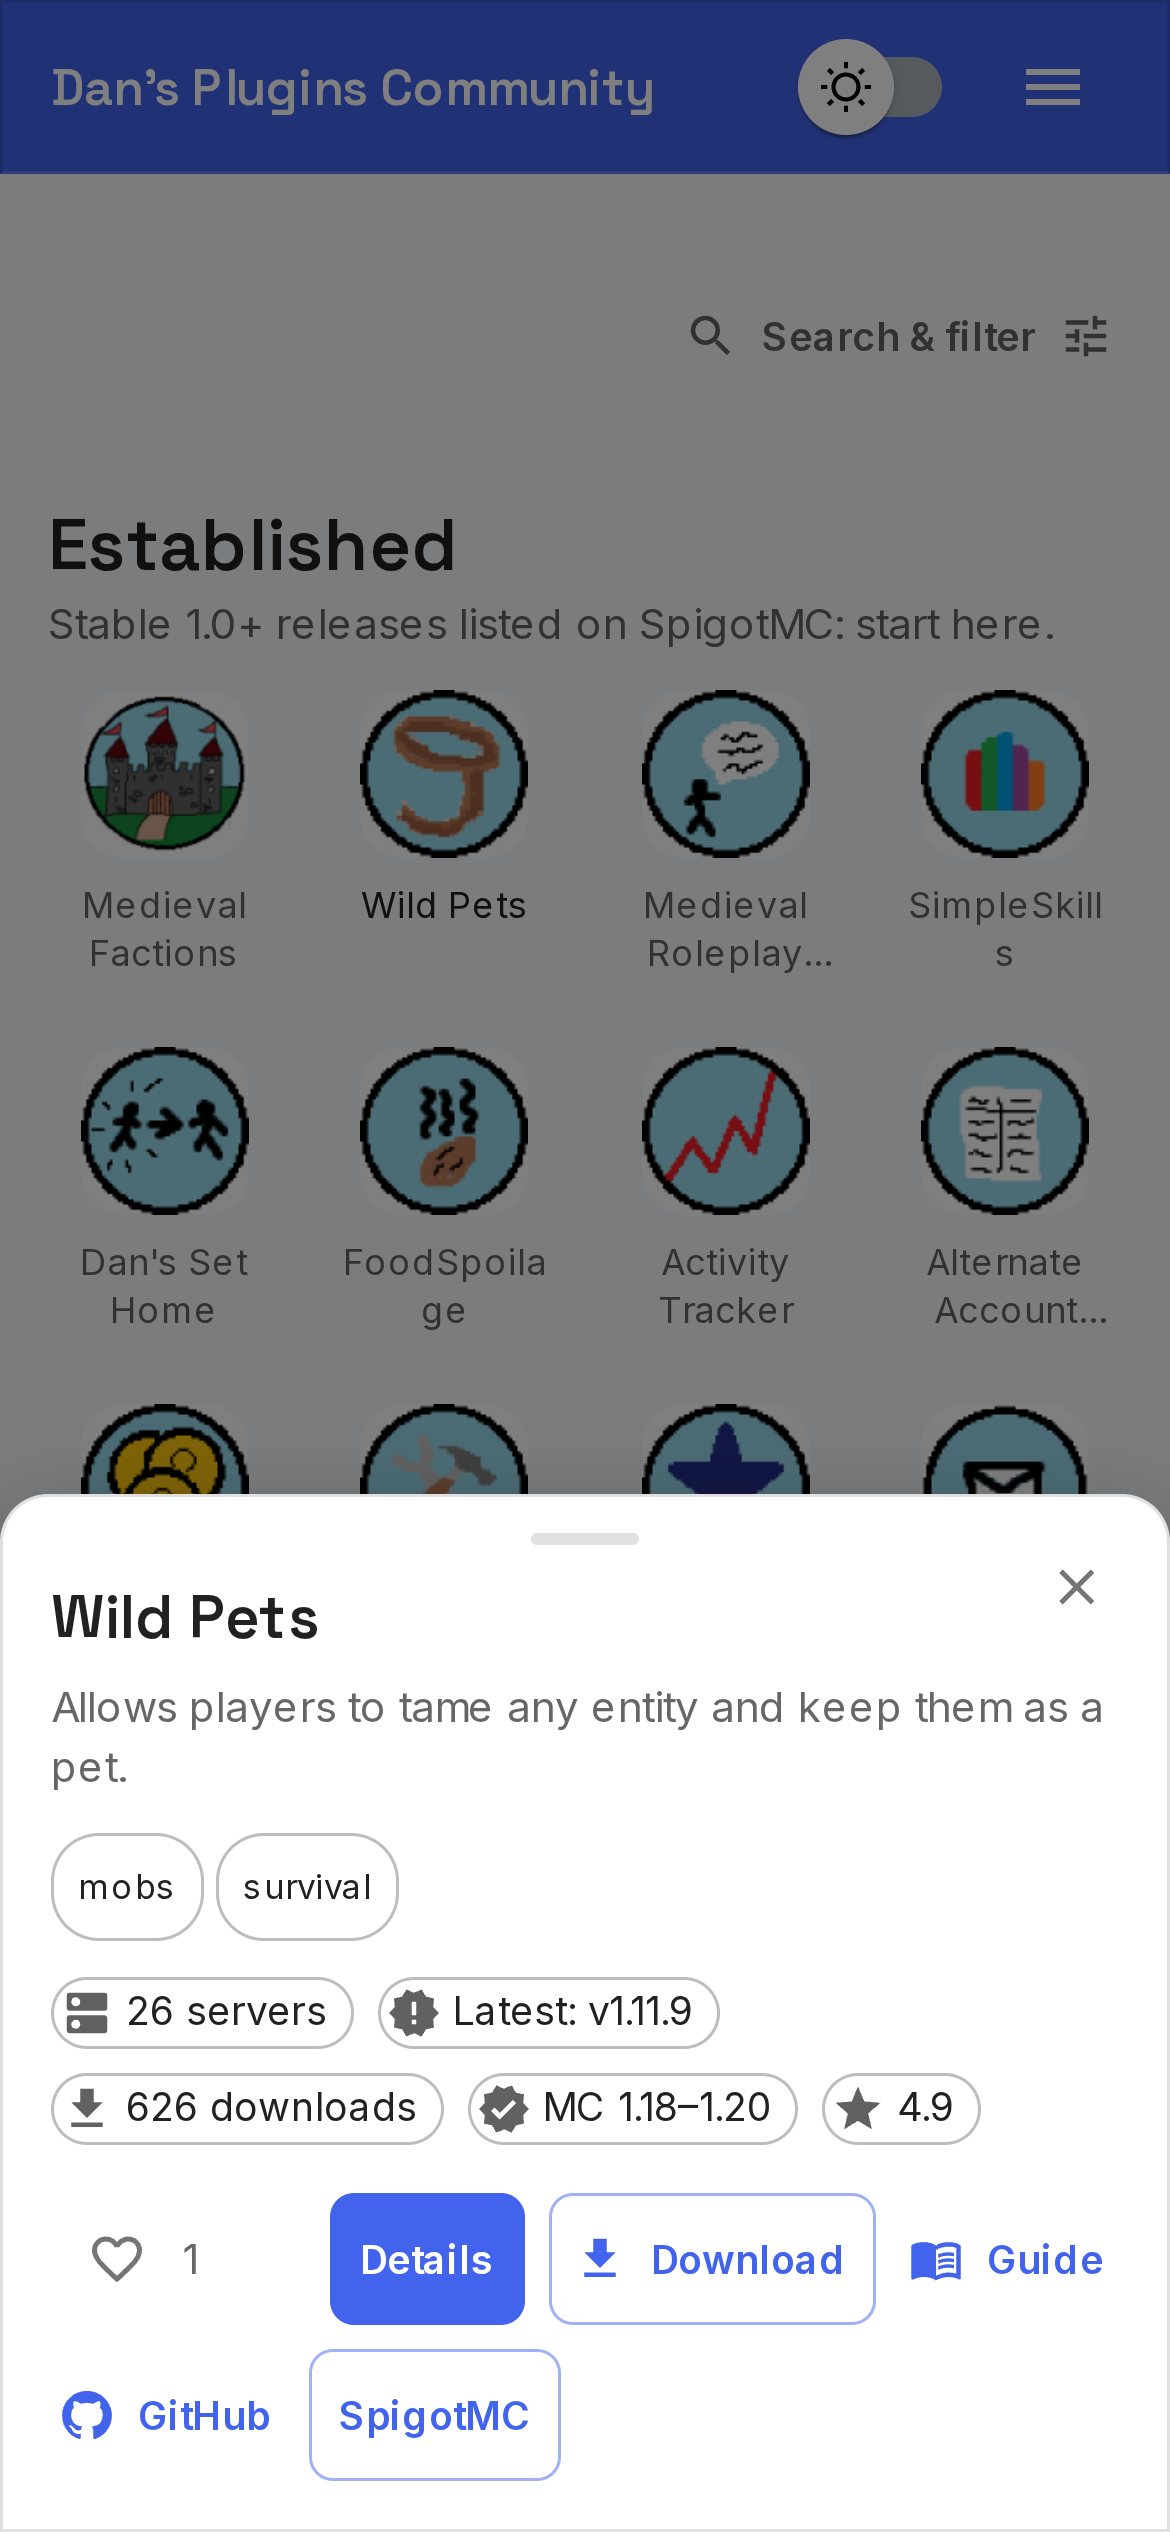 Dan's Plugins Community
Search & filter
Established
Stable 1.0+ releases listed on SpigotMC: start here.
Medieval
Factions
Wild Pets
Medieval
Roleplay...
SimpleSkill
s
Dan's Set
Home
FoodSpoila
ge
Activity
Tracker
Alternate
Account...
Wild Pets
Allows players to tame any entity and keep them as a
pet.
mobs survival
26 servers Latest: v1.11.9
626 downloads MC 1.18–1.20 4.9
1 Details Download Guide
GitHub SpigotMC